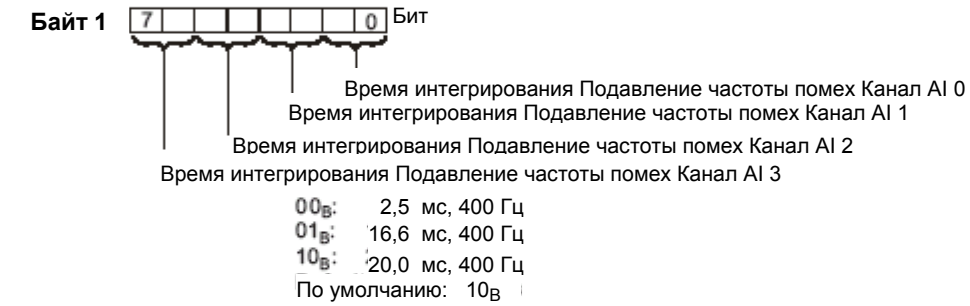 Байт 1 7 0 Бит
Время интегрирования Подавление частоты помех Канал AI 0
Время интегрирования Подавление частоты помех Канал AI 1
Время интегрирования Подавление частоты помех Канал AI 2
Время интегрирования Подавление частоты помех Канал AI 3
00B: 2,5 мс, 400 Гц
01B: 16,6 мс, 400 Гц
10B: 20,0 мс, 400 Гц
По умолчанию: 10B